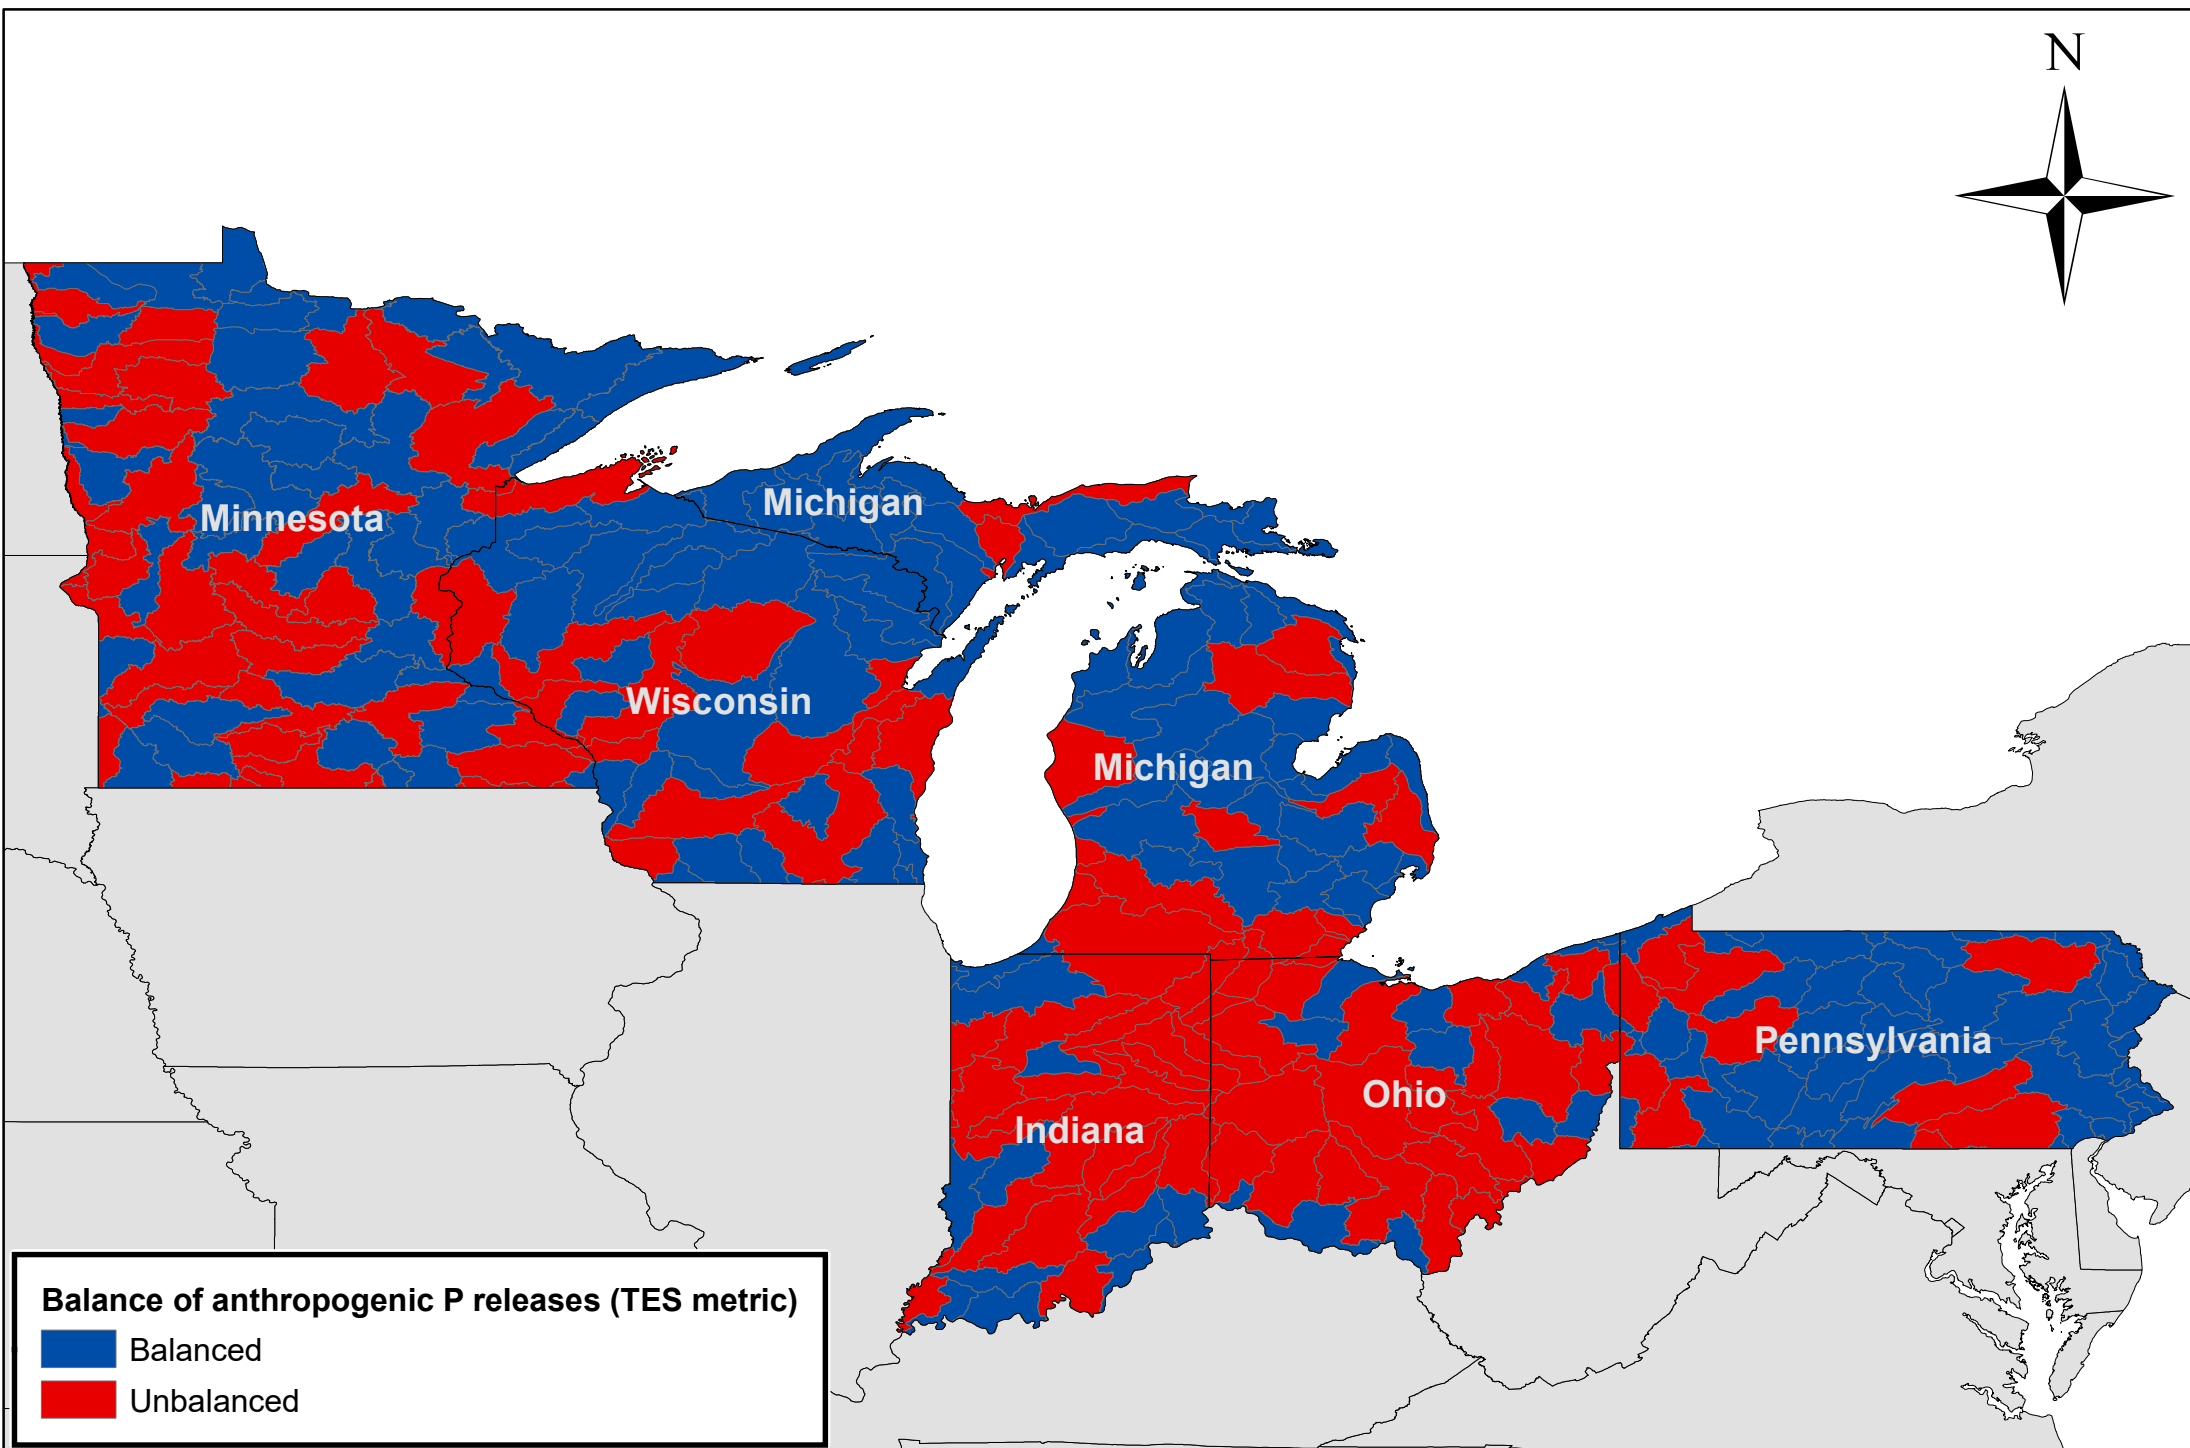 N
Minnesota
Michigan
Wisconsin
Michigan
Pennsylvania
Ohio
Indiana
Balance of anthropogenic P releases (TES metric)
Balanced
Unbalanced